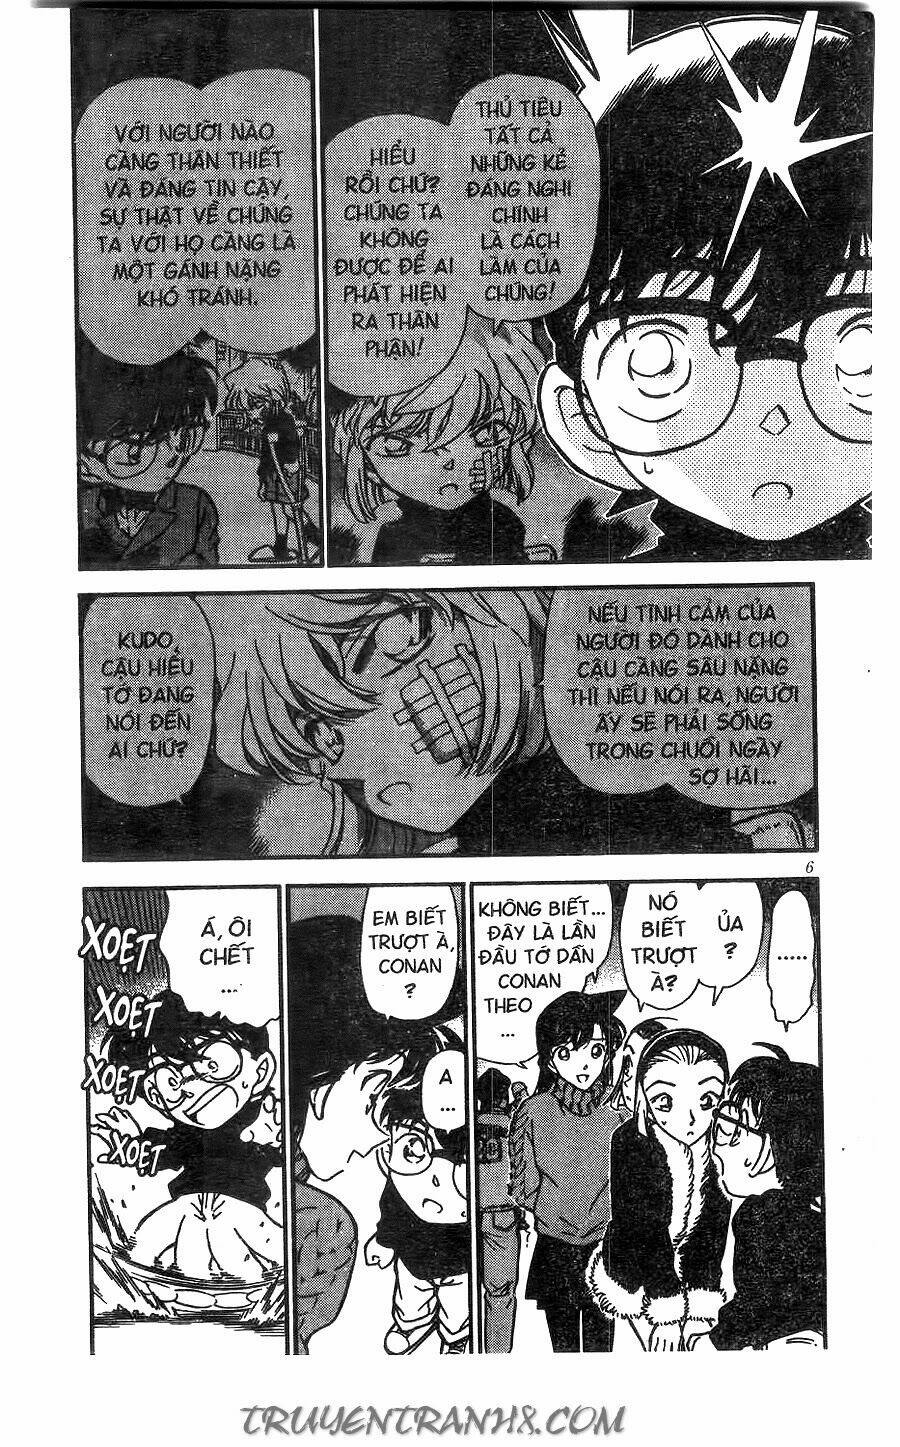 THỦ TIÊU
TẤT CẢ
NHỮNG KẺ
ĐÁNG NGHI
CHÍNH
LÀ CÁCH
LÀM CỦA
CHÚNG!
HIỂU
RỒI CHỨ?
CHÚNG TA
KHÔNG
ĐƯỢC ĐỂ AI
PHÁT HIỆN
RA THÂN
PHẬN!
VỚI NGƯỜI NÀO
CÀNG THÂN THIẾT
VÀ ĐÁNG TIN CẬY,
SỰ THẬT VỀ CHÚNG
TA VỚI HỌ CÀNG LÀ
MỘT GÁNH NẶNG
KHÓ TRÁNH.
NẾU TÌNH CẢM CỦA
NGƯỜI ĐÓ DÀNH CHO
CẬU CÀNG SÂU NẶNG
THÌ NẾU NÓI RA, NGƯỜI
ẤY SẼ PHẢI SỐNG
TRONG CHUỖI NGÀY
SỢ HÃI...
KUDO,
CẬU HIỂU
TỚ ĐANG
NÓI ĐẾN
AI CHỨ?
6
.....
ỦA
?
NÓ
BIẾT
TRƯỢT
À?
KHÔNG BIẾT...
ĐÂY LÀ LẦN
ĐẦU TỚ DẪN
CONAN
THEO
...
EM BIẾT
TRƯỢT À,
CONAN
?
A
...
Á, ÔI
CHẾT
...
XOẸT
XOẸT
XOẸT
XOẸT
TRUYENTRANH8.COM